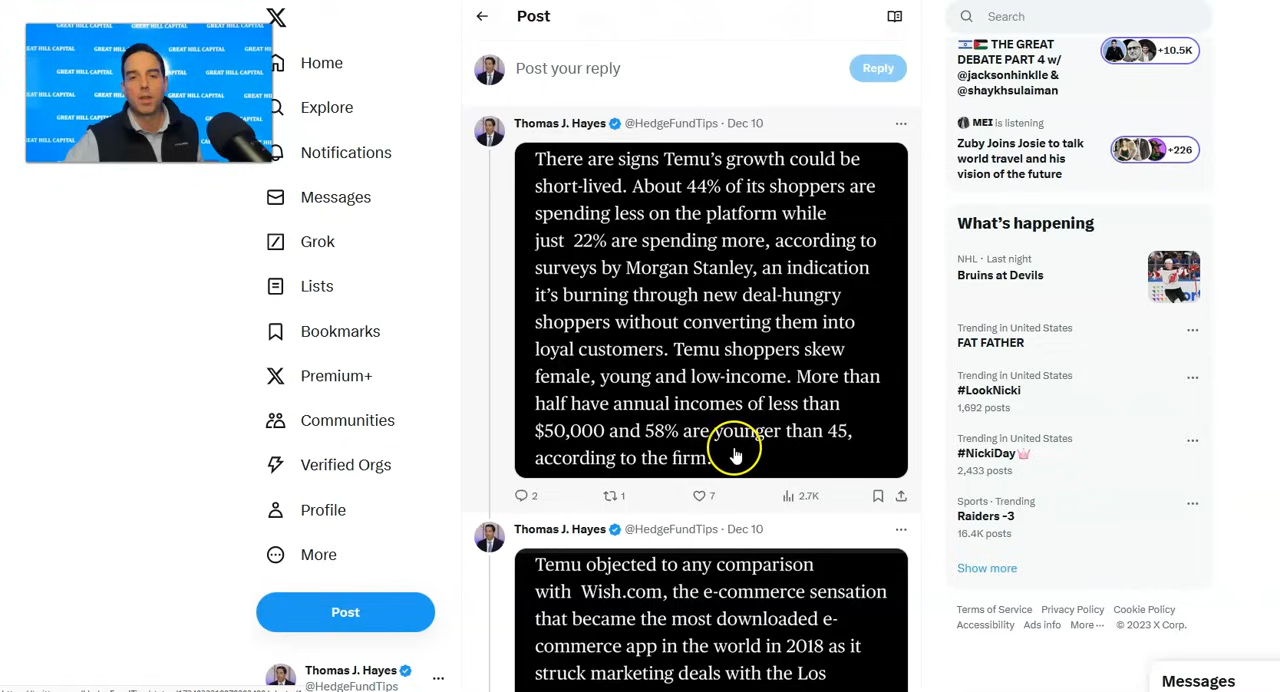 GREAT HILL CAPITAL
Home
Explore
Notifications
Messages
Grok
Lists
Bookmarks
Premium+
Communities
Verified Orgs
Profile
More
Post
Thomas J. Hayes
@HedgeFundTips
Post
Post your reply
Reply
Thomas J. Hayes @HedgeFundTips · Dec 10
There are signs Temu's growth could be
short-lived. About 44% of its shoppers are
spending less on the platform while
just 22% are spending more, according to
surveys by Morgan Stanley, an indication
it's burning through new deal-hungry
shoppers without converting them into
loyal customers. Temu shoppers skew
female, young and low-income. More than
half have annual incomes of less than
$50,000 and 58% are younger than 45,
according to the firm.
2 1 7 2.7K
Thomas J. Hayes @HedgeFundTips · Dec 10
Temu objected to any comparison
with Wish.com, the e-commerce sensation
that became the most downloaded e-
commerce app in the world in 2018 as it
struck marketing deals with the Los
Search
THE GREAT
DEBATE PART 4 w/
@jacksonhinklle &
@shaykhsulaiman
+10.5K
MEI is listening
Zuby Joins Josie to talk
world travel and his
vision of the future
+226
What's happening
NHL · Last night
Bruins at Devils
Trending in United States
FAT FATHER
Trending in United States
#LookNicki
1,692 posts
Trending in United States
#NickiDay
2,433 posts
Sports · Trending
Raiders -3
16.4K posts
Show more
Terms of Service Privacy Policy Cookie Policy
Accessibility Ads info More ··· © 2023 X Corp.
Messages